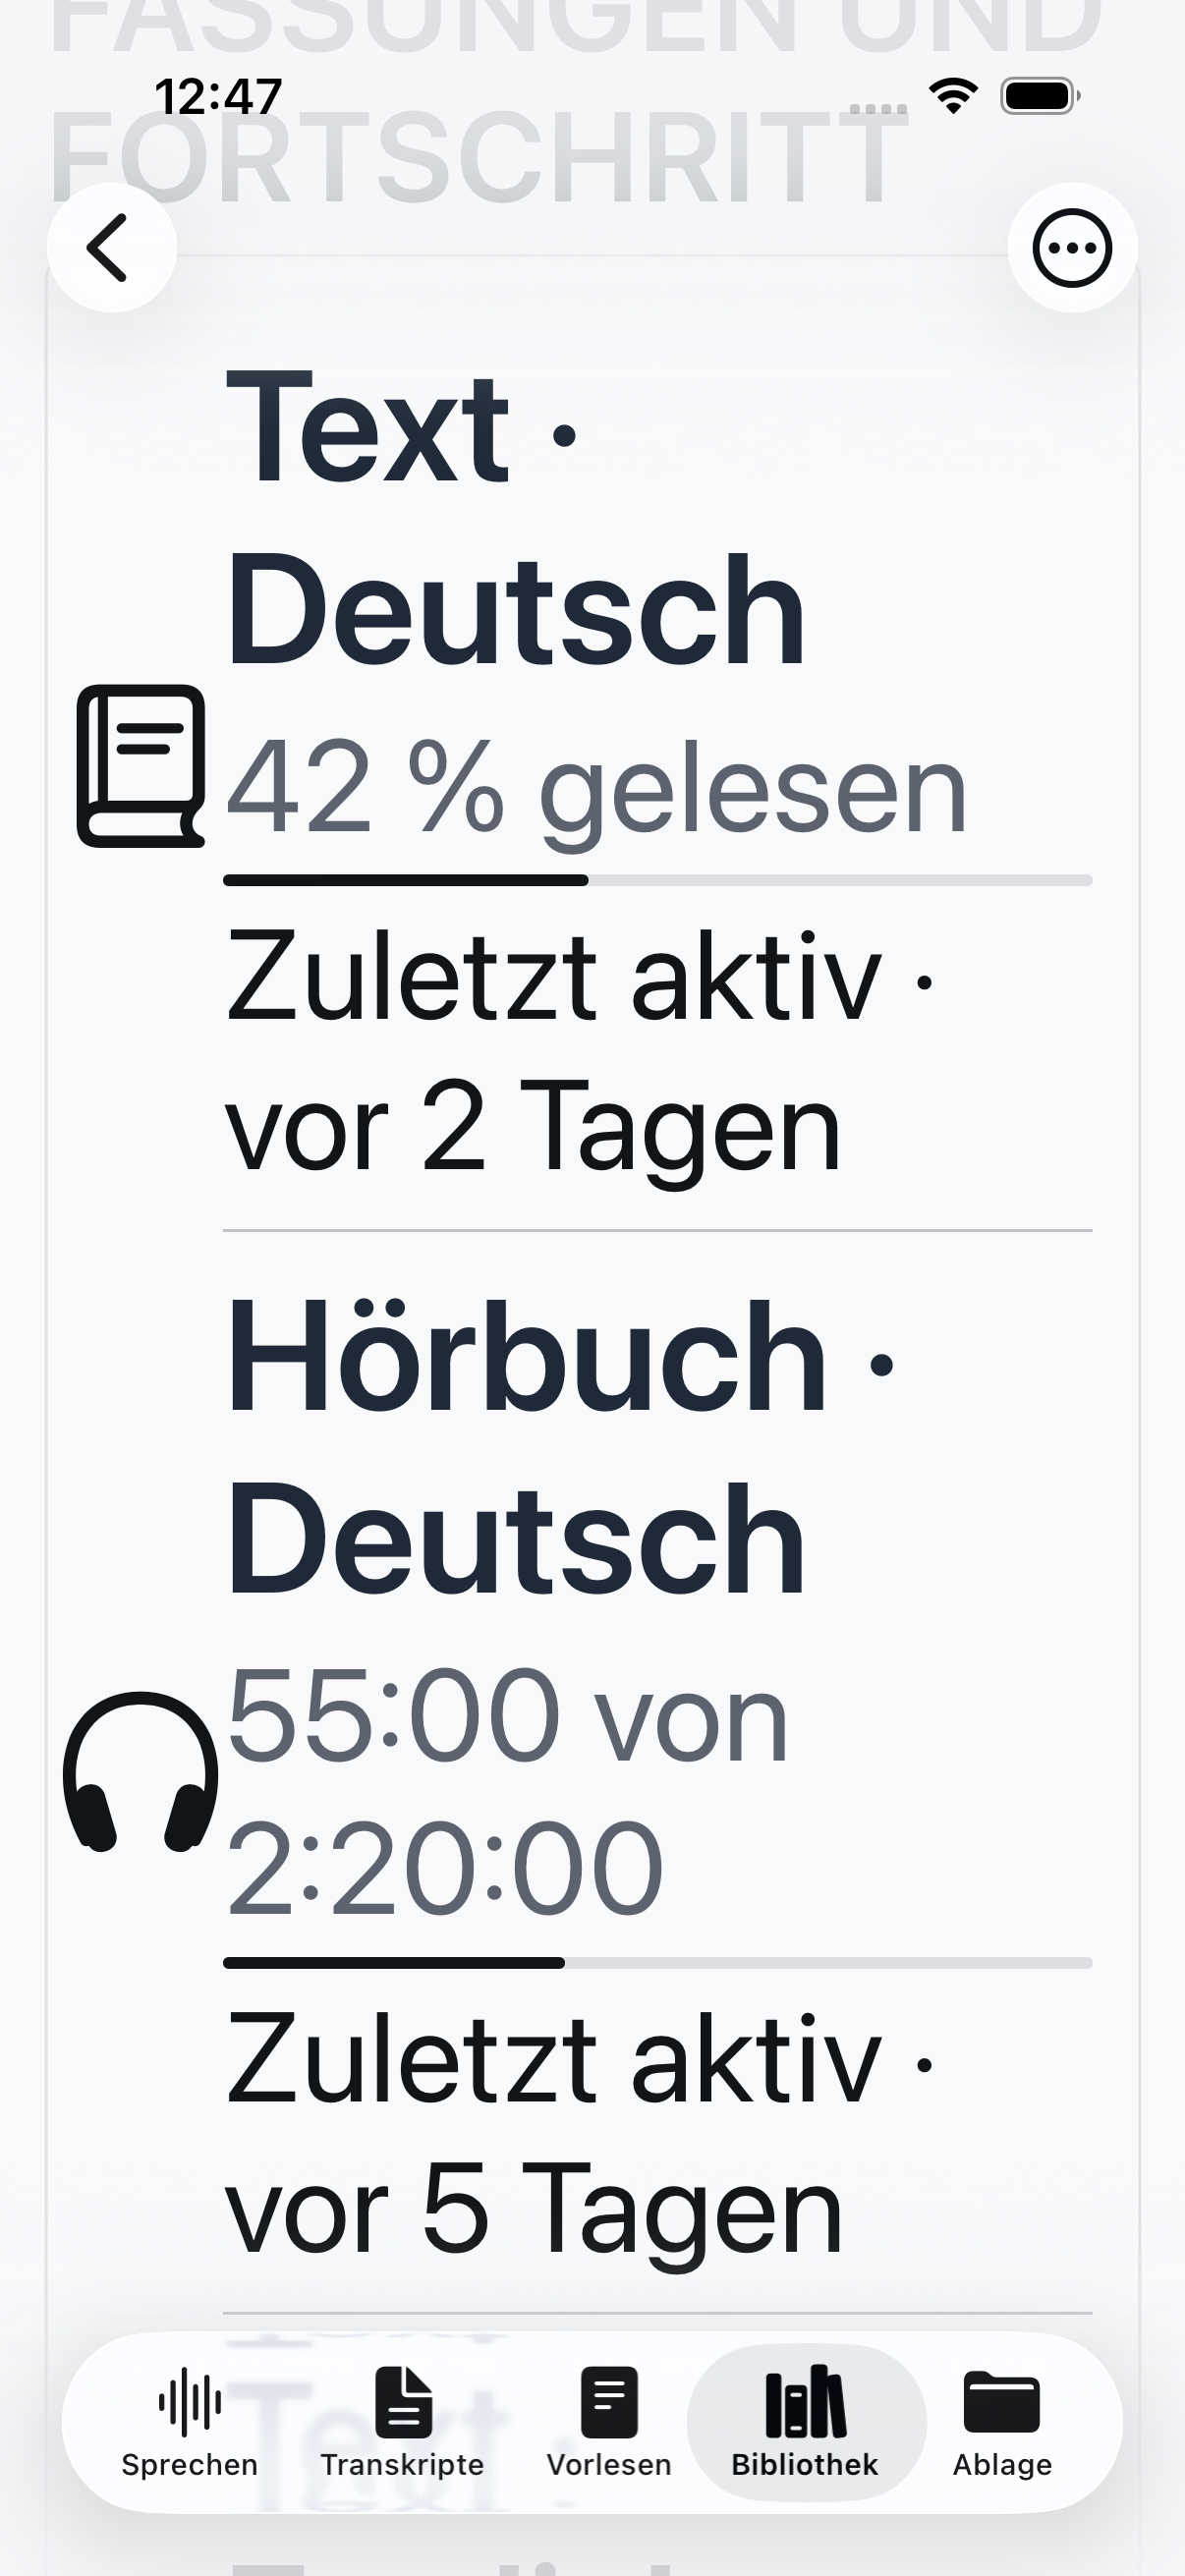 FASSUNGEN UND
12:47
FORTSCHRITT
Text ·
Deutsch
42 % gelesen
Zuletzt aktiv ·
vor 2 Tagen
Hörbuch ·
Deutsch
55:00 von
2:20:00
Zuletzt aktiv ·
vor 5 Tagen
Text ·
Sprechen Transkripte Vorlesen Bibliothek Ablage